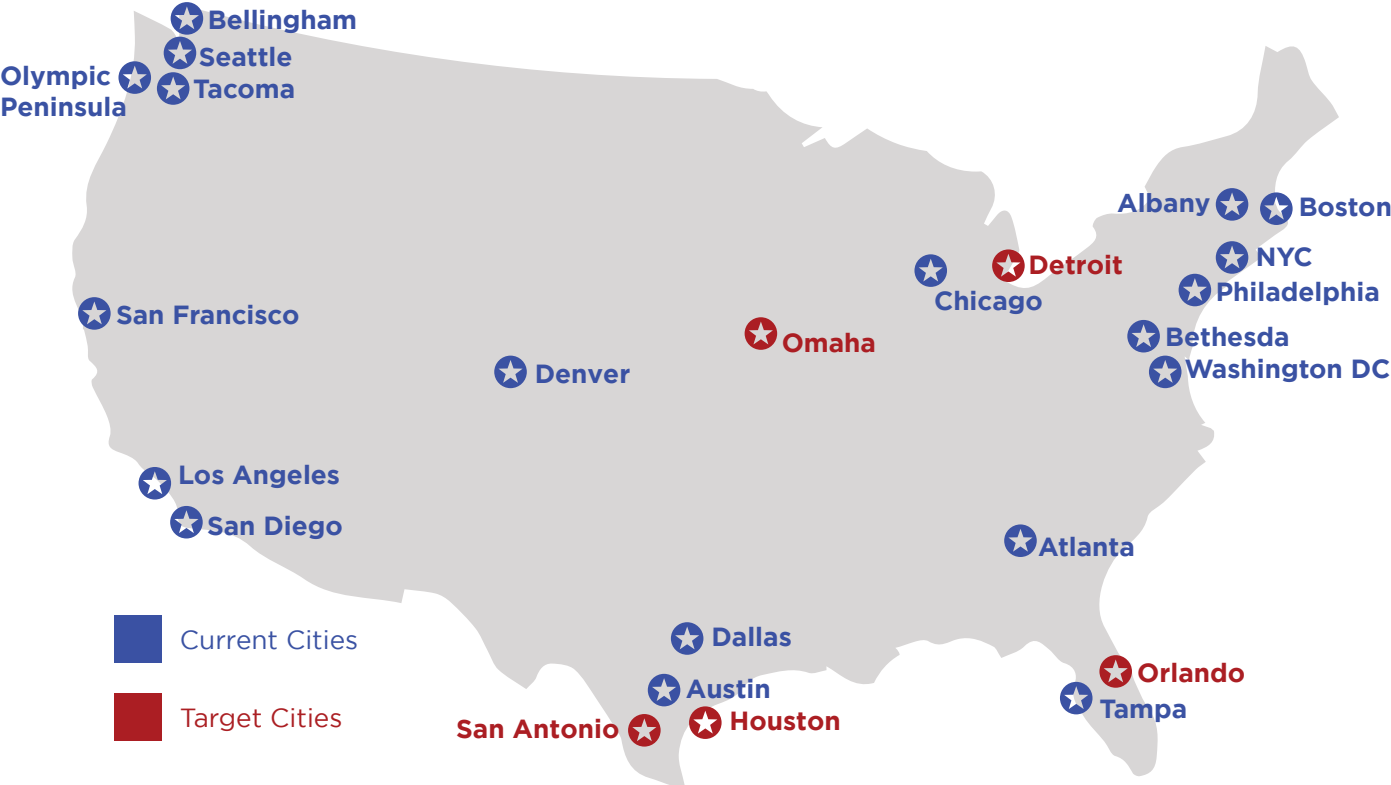 Bellingham
Seattle
Olympic
Peninsula
Tacoma
Albany
Boston
NYC
Detroit
Chicago
Philadelphia
San Francisco
Omaha
Bethesda
Washington DC
Denver
Los Angeles
San Diego
Atlanta
Current Cities
Dallas
Austin
Orlando
Tampa
Target Cities
San Antonio
Houston